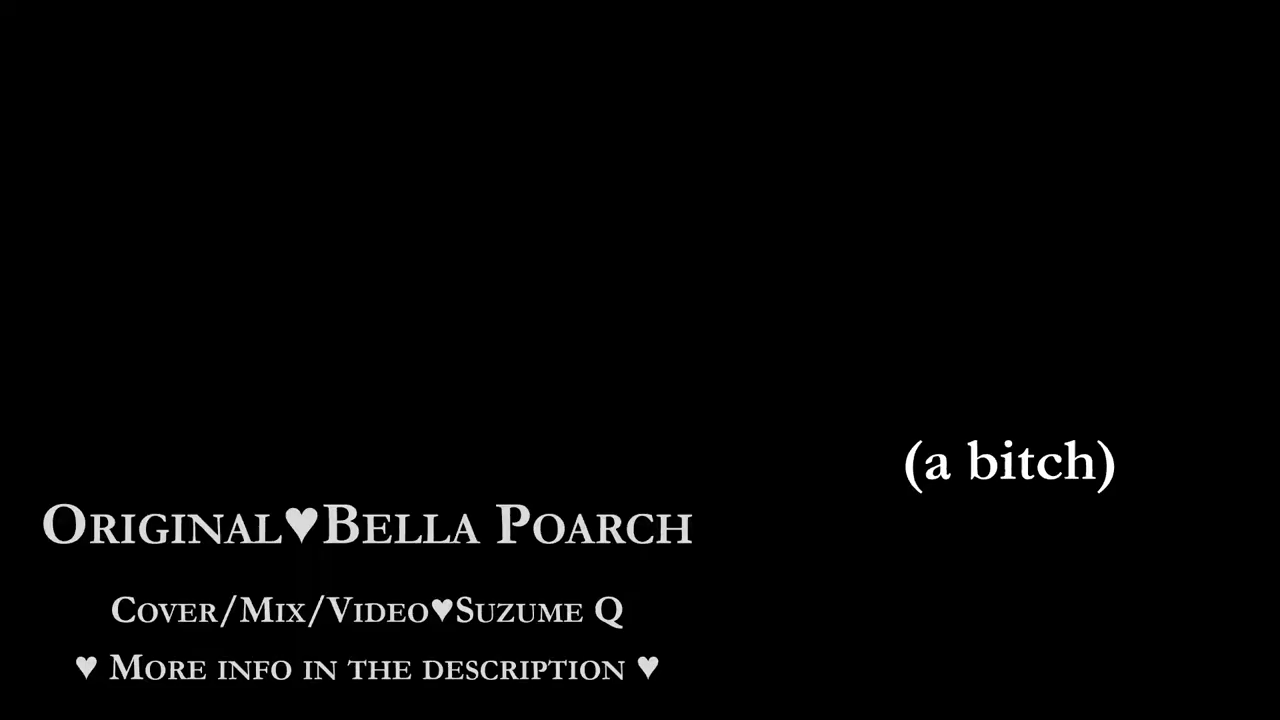 (a bitch)
Original♥Bella Poarch
Cover/Mix/Video♥Suzume Q
♥ More info in the description ♥